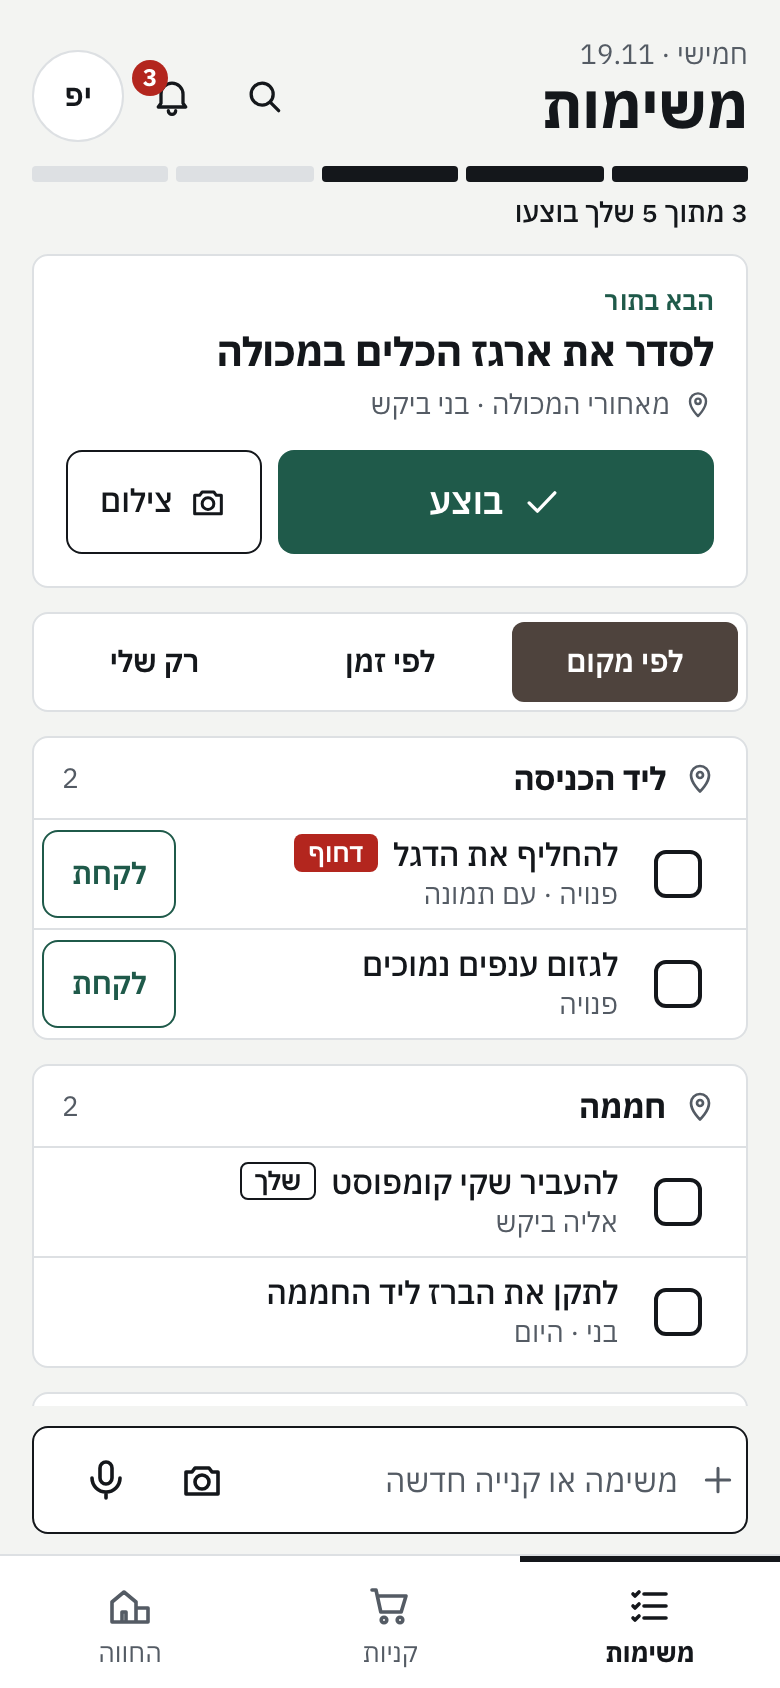 חמישי · 19.11
משימות
3
יפ
3 מתוך 5 שלך בוצעו
הבא בתור
לסדר את ארגז הכלים במכולה
מאחורי המכולה · בני ביקש
בוצע
צילום
לפי מקום
לפי זמן
רק שלי
ליד הכניסה
2
להחליף את הדגל דחוף
פנויה · עם תמונה
לקחת
לגזום ענפים נמוכים
פנויה
לקחת
חממה
2
להעביר שקי קומפוסט שלך
אליה ביקש
לתקן את הברז ליד החממה
בני · היום
משימה או קנייה חדשה
משימות
קניות
החווה